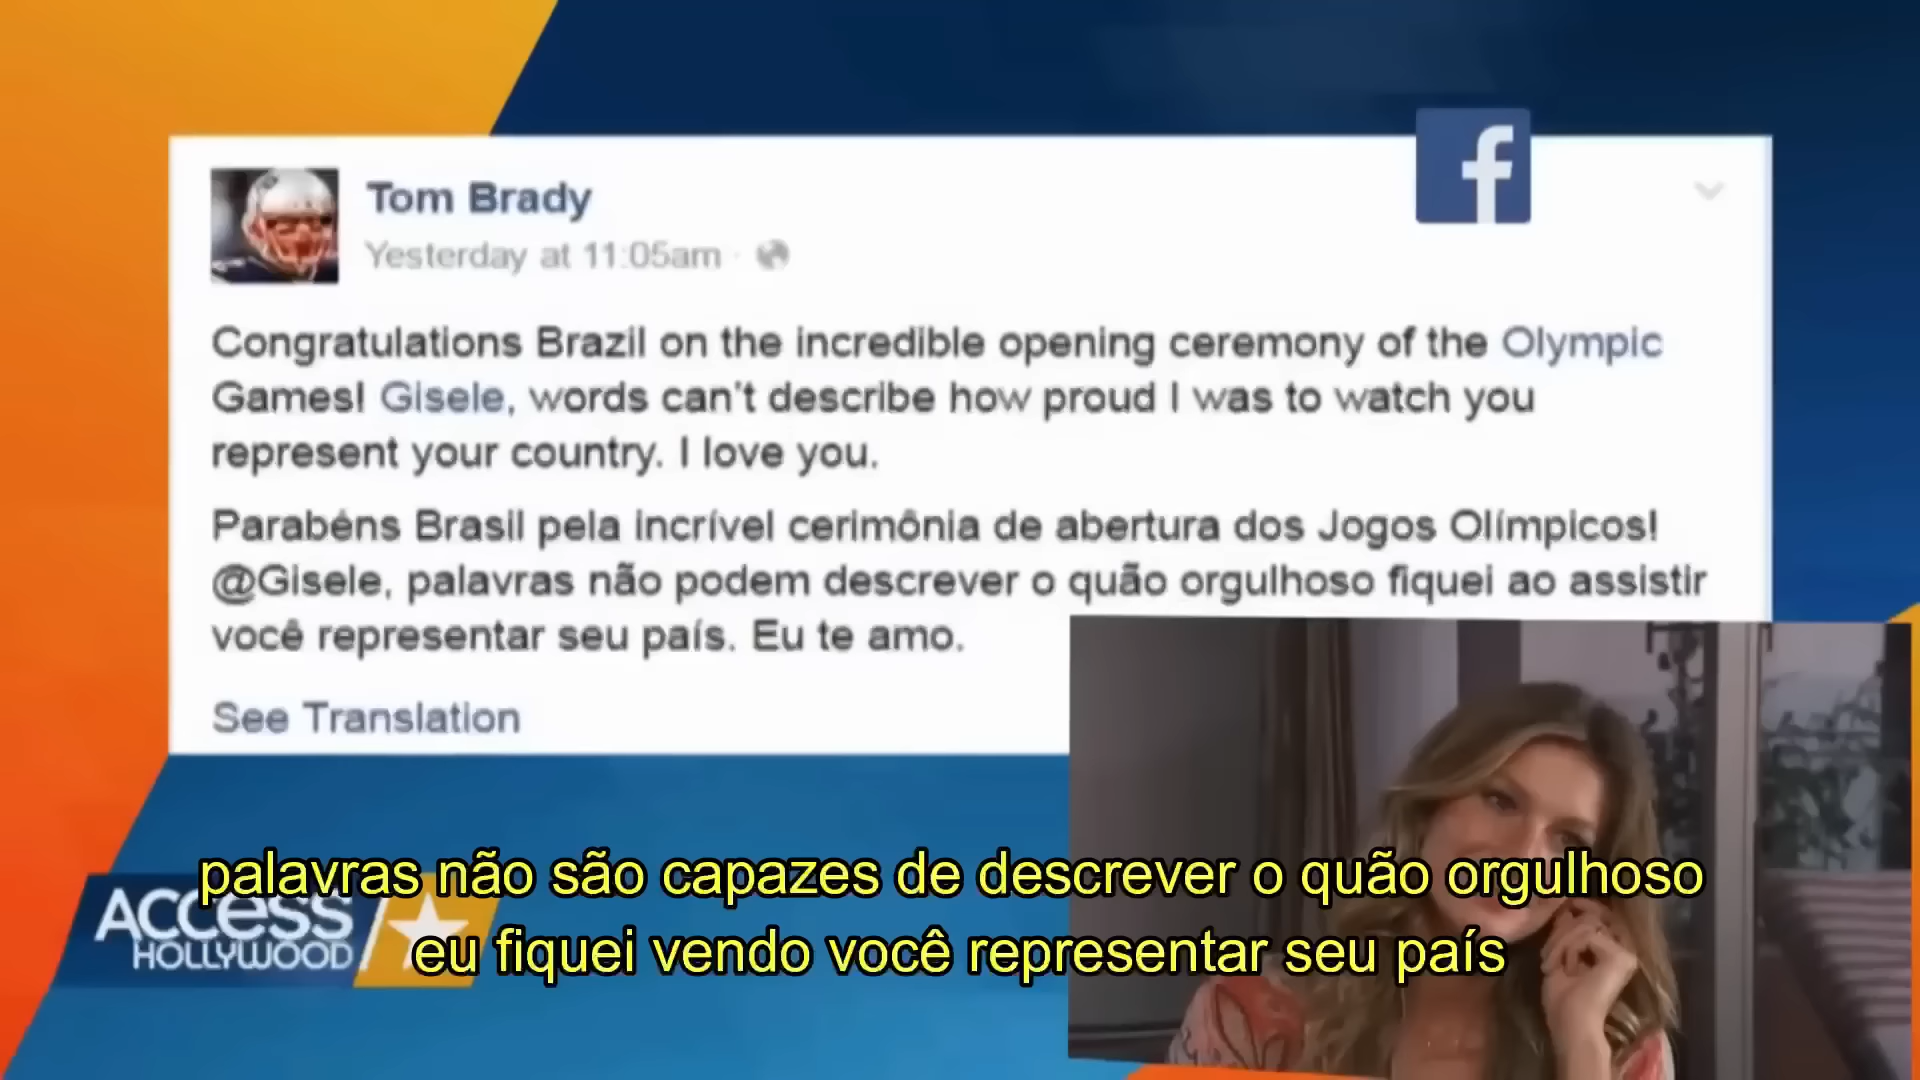 f
Tom Brady
Yesterday at 11:05am ·
Congratulations Brazil on the incredible opening ceremony of the Olympic
Games! Gisele, words can't describe how proud I was to watch you
represent your country. I love you.
Parabéns Brasil pela incrível cerimônia de abertura dos Jogos Olímpicos!
@Gisele, palavras não podem descrever o quão orgulhoso fiquei ao assistir
você representar seu país. Eu te amo.
See Translation
palavras não são capazes de descrever o quão orgulhoso
eu fiquei vendo você representar seu país
ACCESS
HOLLYWOOD